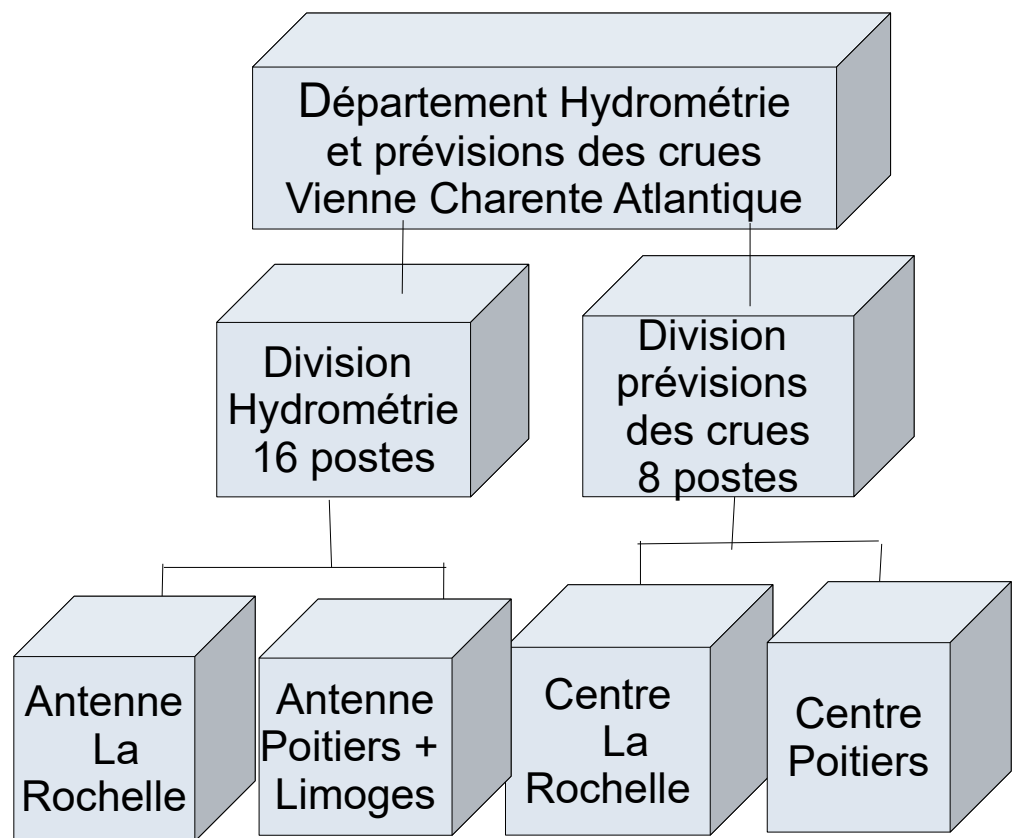 Département Hydrométrie
et prévisions des crues
Vienne Charente Atlantique
Division
Hydrométrie
16 postes
Division
prévisions
des crues
8 postes
Antenne
La
Rochelle
Antenne
Poitiers +
Limoges
Centre
La
Rochelle
Centre
Poitiers